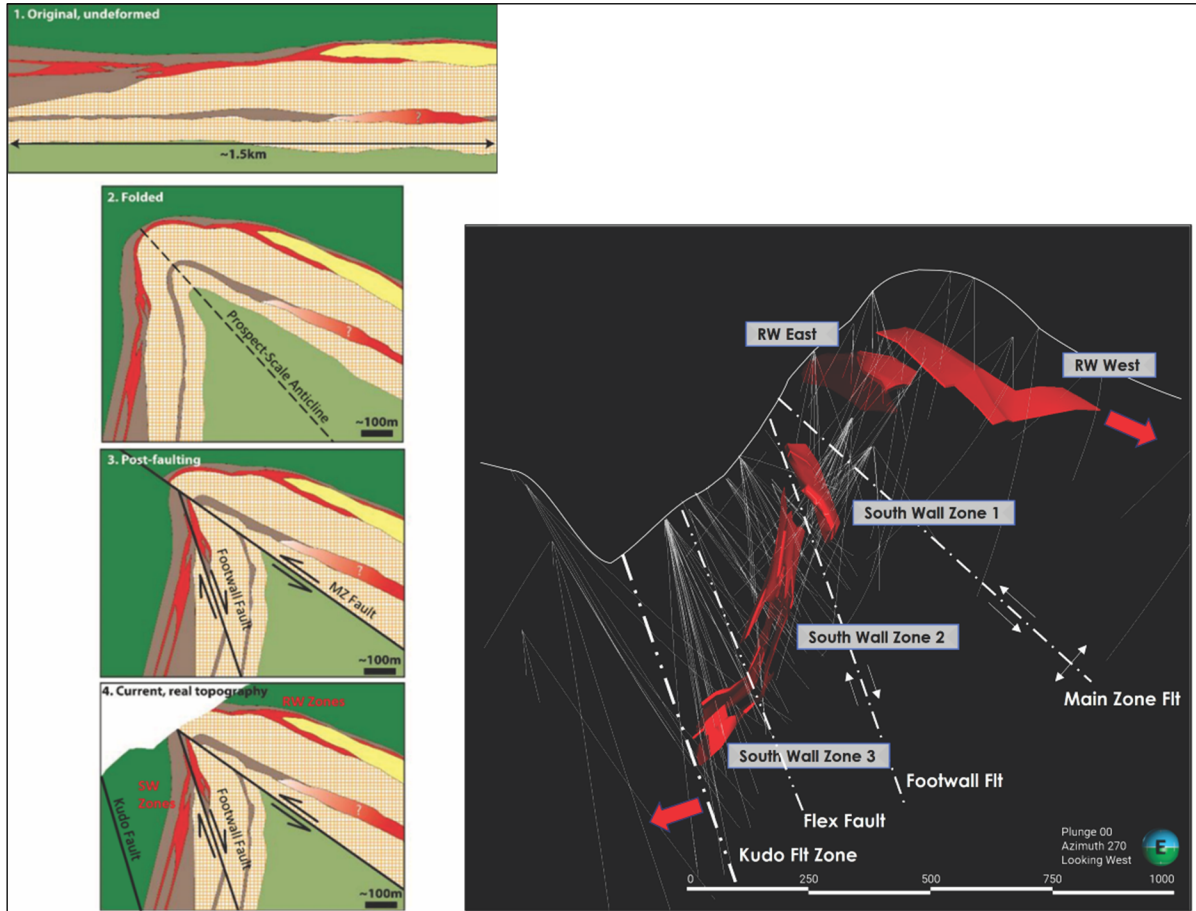 1. Original, undeformed
?
~1.5km
2. Folded
Prospect-Scale Anticline
?
~100m
3. Post-faulting
Footwall Fault
MZ Fault
?
~100m
4. Current, real topography
RW Zones
SW
Zones
Kudo Fault
Footwall Fault
?
~100m
RW East
RW West
South Wall Zone 1
South Wall Zone 2
South Wall Zone 3
Main Zone Flt
Footwall Flt
Flex Fault
Kudo Flt Zone
Plunge 00
Azimuth 270
Looking West
E
0 250 500 750 1000